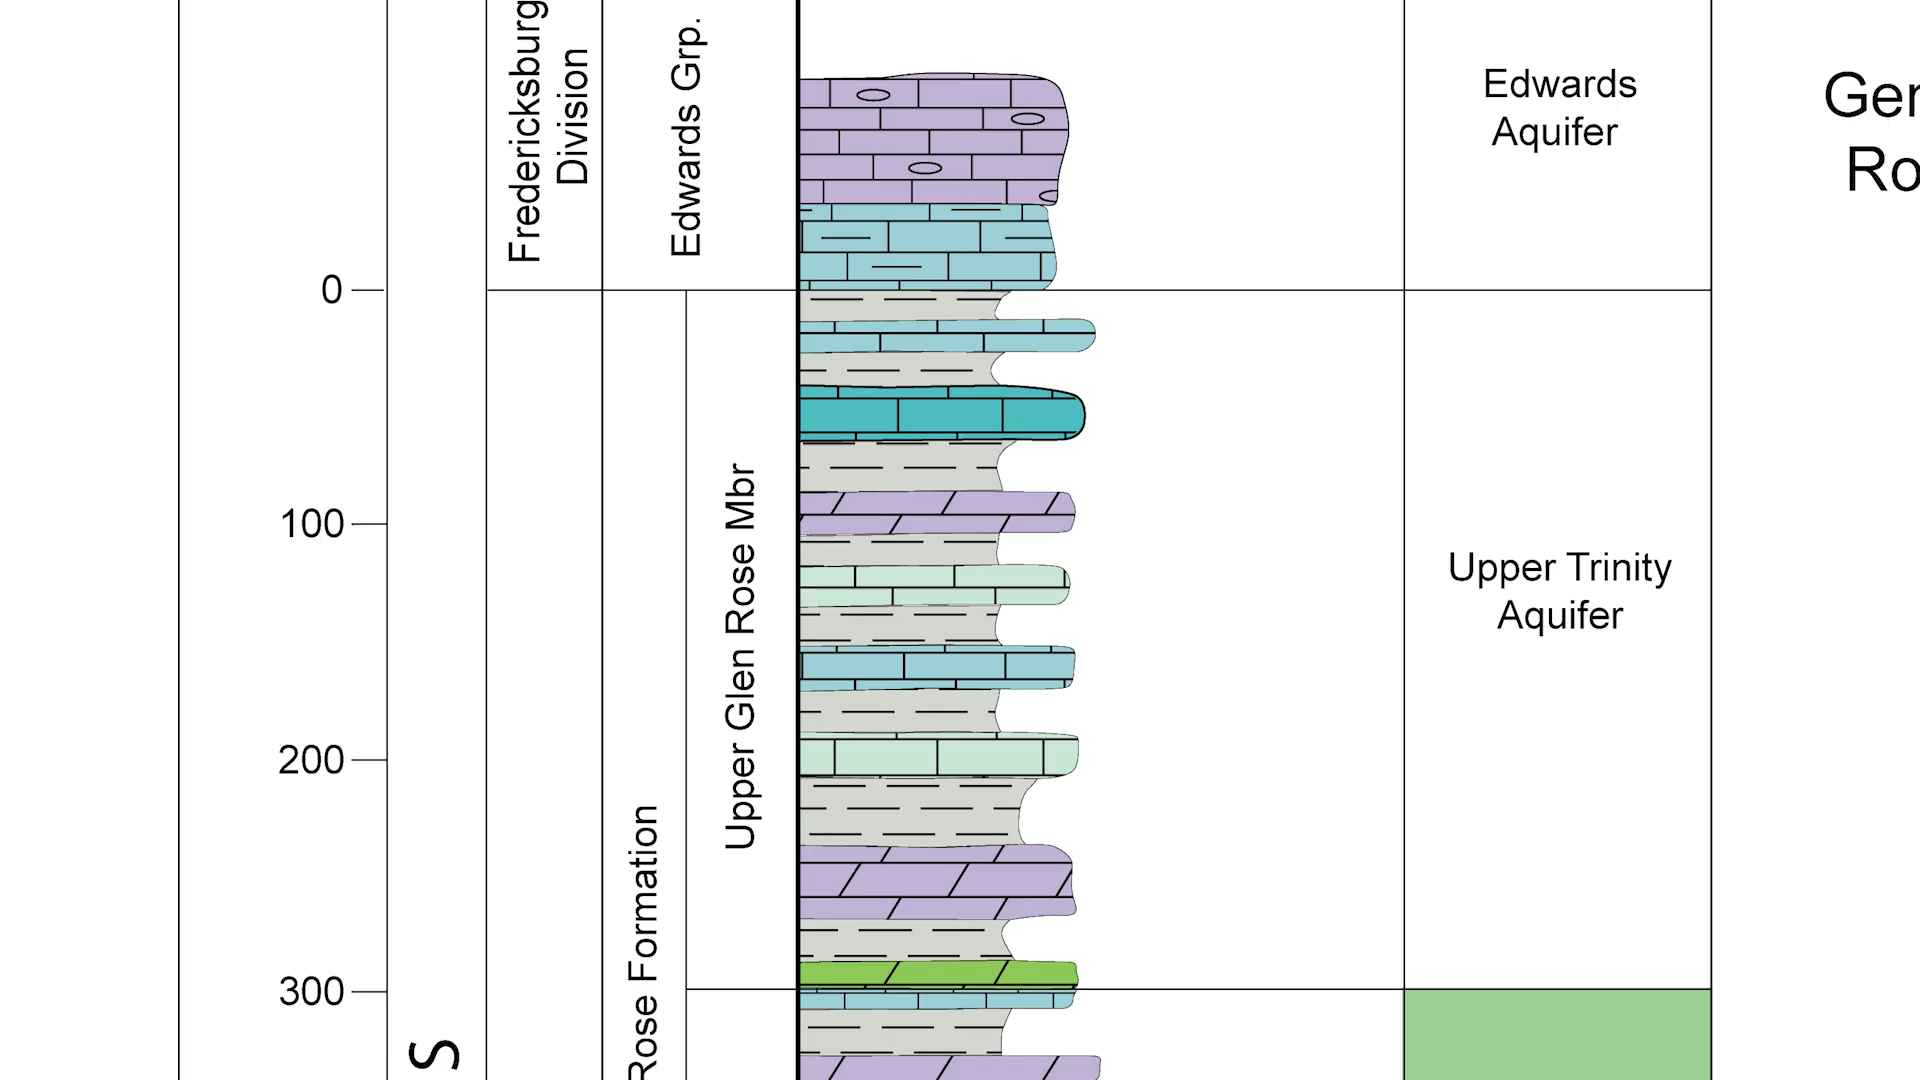 Fredericksburg
Division
Edwards Grp.
Edwards
Aquifer
0
100
200
300
Upper Glen Rose Mbr
Rose Formation
Upper Trinity
Aquifer
S